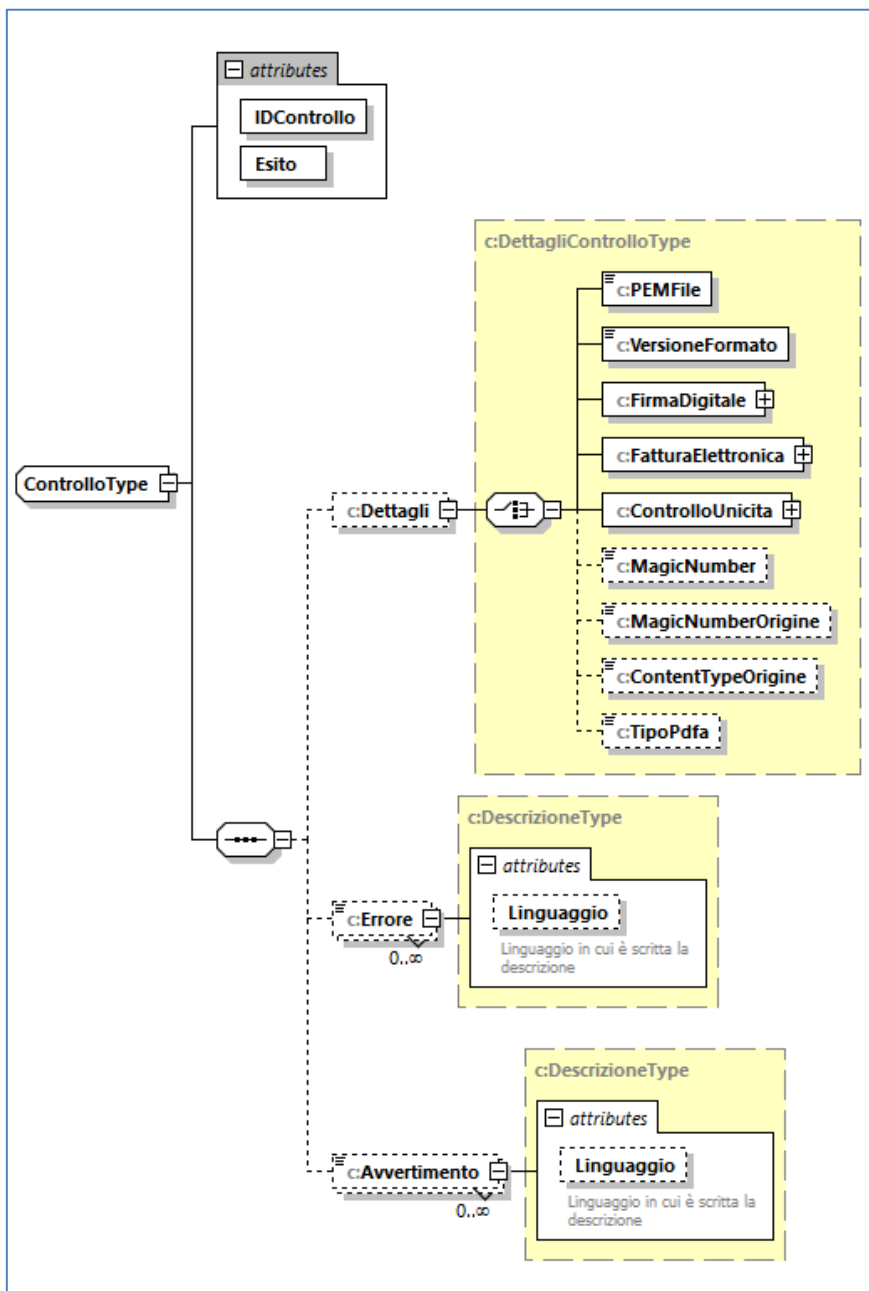 attributes
IDControllo
Esito
c:DettagliControlloType
c:PEMFile
c:VersioneFormato
c:FirmaDigitale
c:FatturaElettronica
ControlloType
c:Dettagli
c:ControlloUnicita
c:MagicNumber
c:MagicNumberOrigine
c:ContentTypeOrigine
c:TipoPdfa
c:DescrizioneType
attributes
c:Errore
0..∞
Linguaggio
Linguaggio in cui è scritta la
descrizione
c:DescrizioneType
attributes
c:Avvertimento
0..∞
Linguaggio
Linguaggio in cui è scritta la
descrizione